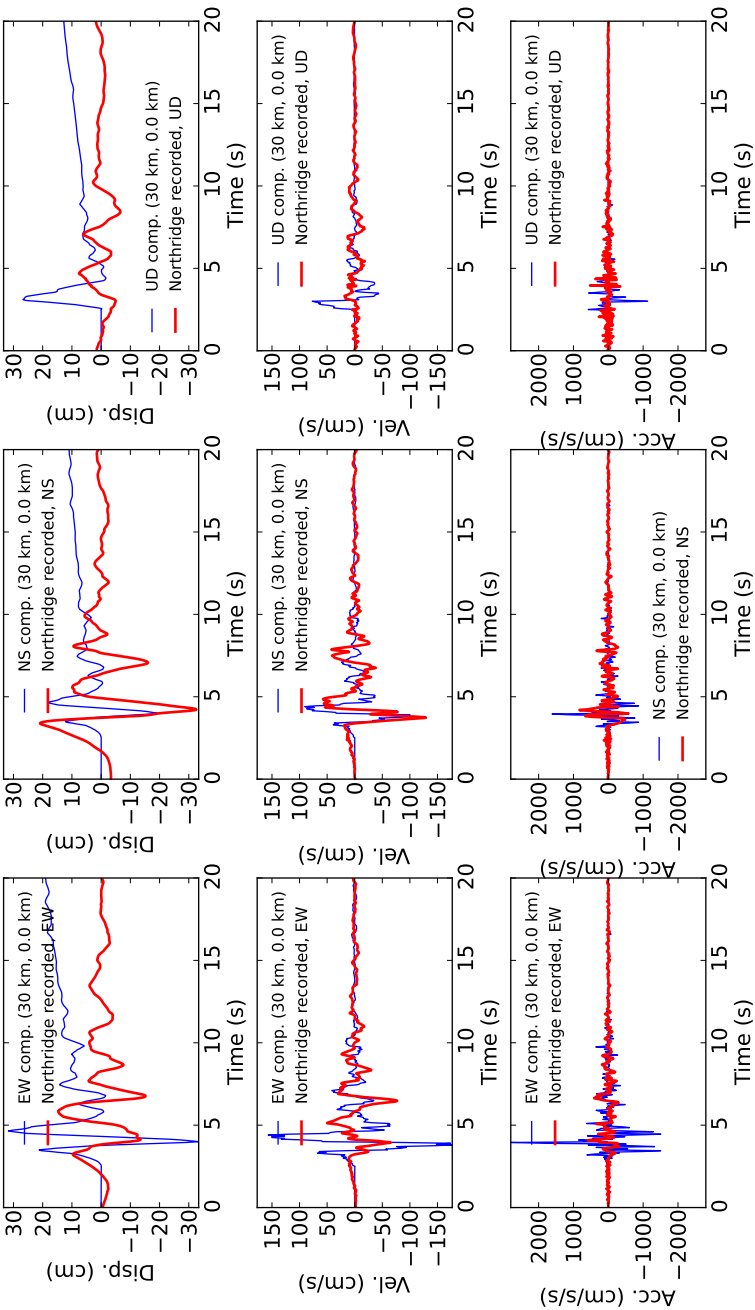 Disp. (cm)
30
20
10
0
−10
−20
−30
EW comp. (30 km, 0.0 km)
Northridge recorded, EW
0 5 10 15 20
Time (s)
Disp. (cm)
30
20
10
0
−10
−20
−30
NS comp. (30 km, 0.0 km)
Northridge recorded, NS
0 5 10 15 20
Time (s)
Disp. (cm)
30
20
10
0
−10
−20
−30
UD comp. (30 km, 0.0 km)
Northridge recorded, UD
0 5 10 15 20
Time (s)
Vel. (cm/s)
150
100
50
0
−50
−100
−150
EW comp. (30 km, 0.0 km)
Northridge recorded, EW
0 5 10 15 20
Time (s)
Vel. (cm/s)
150
100
50
0
−50
−100
−150
NS comp. (30 km, 0.0 km)
Northridge recorded, NS
0 5 10 15 20
Time (s)
Vel. (cm/s)
150
100
50
0
−50
−100
−150
UD comp. (30 km, 0.0 km)
Northridge recorded, UD
0 5 10 15 20
Time (s)
Acc. (cm/s/s)
2000
1000
0
−1000
−2000
EW comp. (30 km, 0.0 km)
Northridge recorded, EW
0 5 10 15 20
Time (s)
Acc. (cm/s/s)
2000
1000
0
−1000
−2000
NS comp. (30 km, 0.0 km)
Northridge recorded, NS
0 5 10 15 20
Time (s)
Acc. (cm/s/s)
2000
1000
0
−1000
−2000
UD comp. (30 km, 0.0 km)
Northridge recorded, UD
0 5 10 15 20
Time (s)